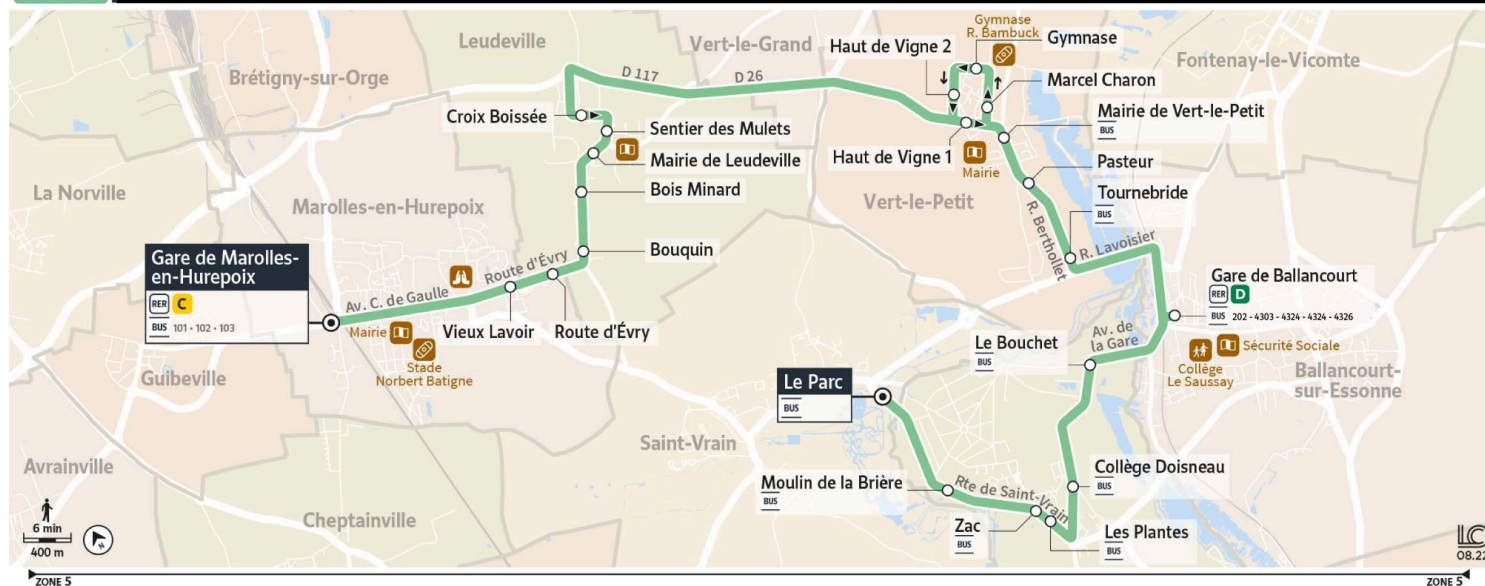 Leudeville
Vert-le-Grand
Brétigny-sur-Orge
Fontenay-le-Vicomte
La Norville
Marolles-en-Hurepoix
Vert-le-Petit
Guibeville
Saint-Vrain
Ballancourt-
sur-Essonne
Avrainville
Cheptainville
Gare de Marolles-
en-Hurepoix
RER C
BUS 101 • 102 • 103
Av. C. de Gaulle
Mairie
Stade
Norbert Batigne
Vieux Lavoir
Route d'Évry
Route d'Évry
Bouquin
Bois Minard
Mairie de Leudeville
Sentier des Mulets
Croix Boissée
D 117
D 26
Haut de Vigne 2
Haut de Vigne 1
Mairie
Gymnase
R. Bambuck
Gymnase
Marcel Charon
Mairie de Vert-le-Petit
BUS
Pasteur
Tournebride
BUS
R. Berthollet
R. Lavoisier
Gare de Ballancourt
RER D
BUS 202 - 4303 - 4324 - 4324 - 4326
Sécurité Sociale
Collège
Le Saussay
Av. de
la Gare
Le Bouchet
BUS
Collège Doisneau
BUS
Les Plantes
BUS
Zac
BUS
Rte de Saint-Vrain
Moulin de la Brière
BUS
Le Parc
BUS
6 min
400 m
LC
08.22
ZONE 5
ZONE 5